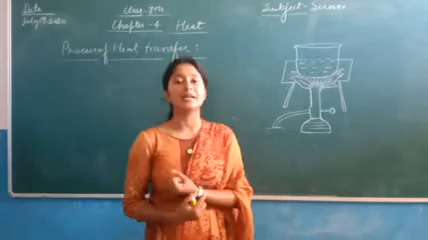 Date
Class-7th
Subject-Science
Chapter-4 Heat
Process of Heat transfer :